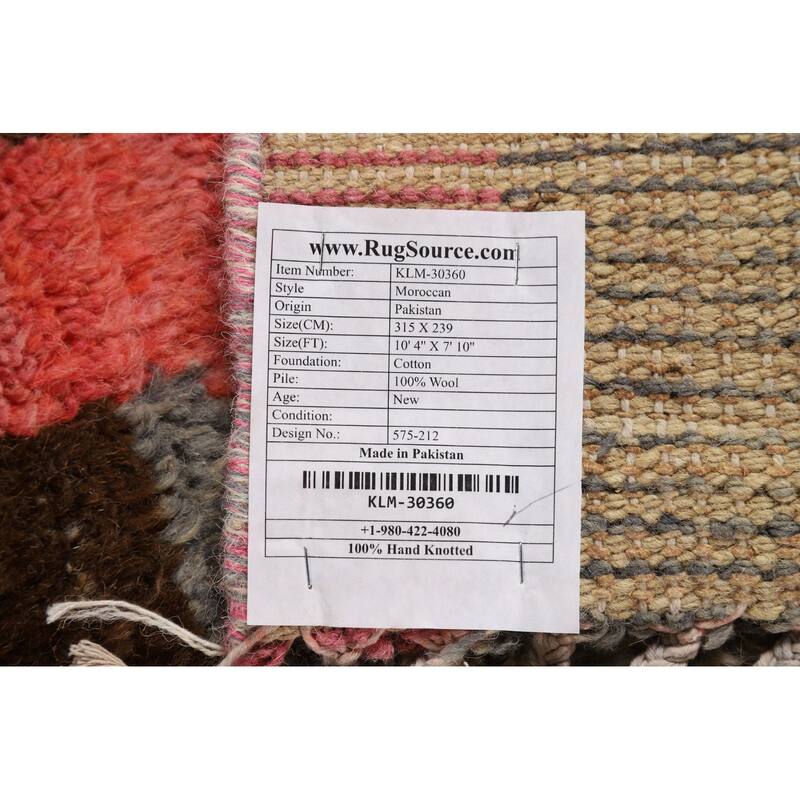 www.RugSource.com
Item Number: KLM-30360
Style Moroccan
Origin Pakistan
Size(CM): 315 X 239
Size(FT): 10' 4" X 7' 10"
Foundation: Cotton
Pile: 100% Wool
Age: New
Condition:
Design No.: 575-212
Made in Pakistan
KLM-30360
+1-980-422-4080
100% Hand Knotted